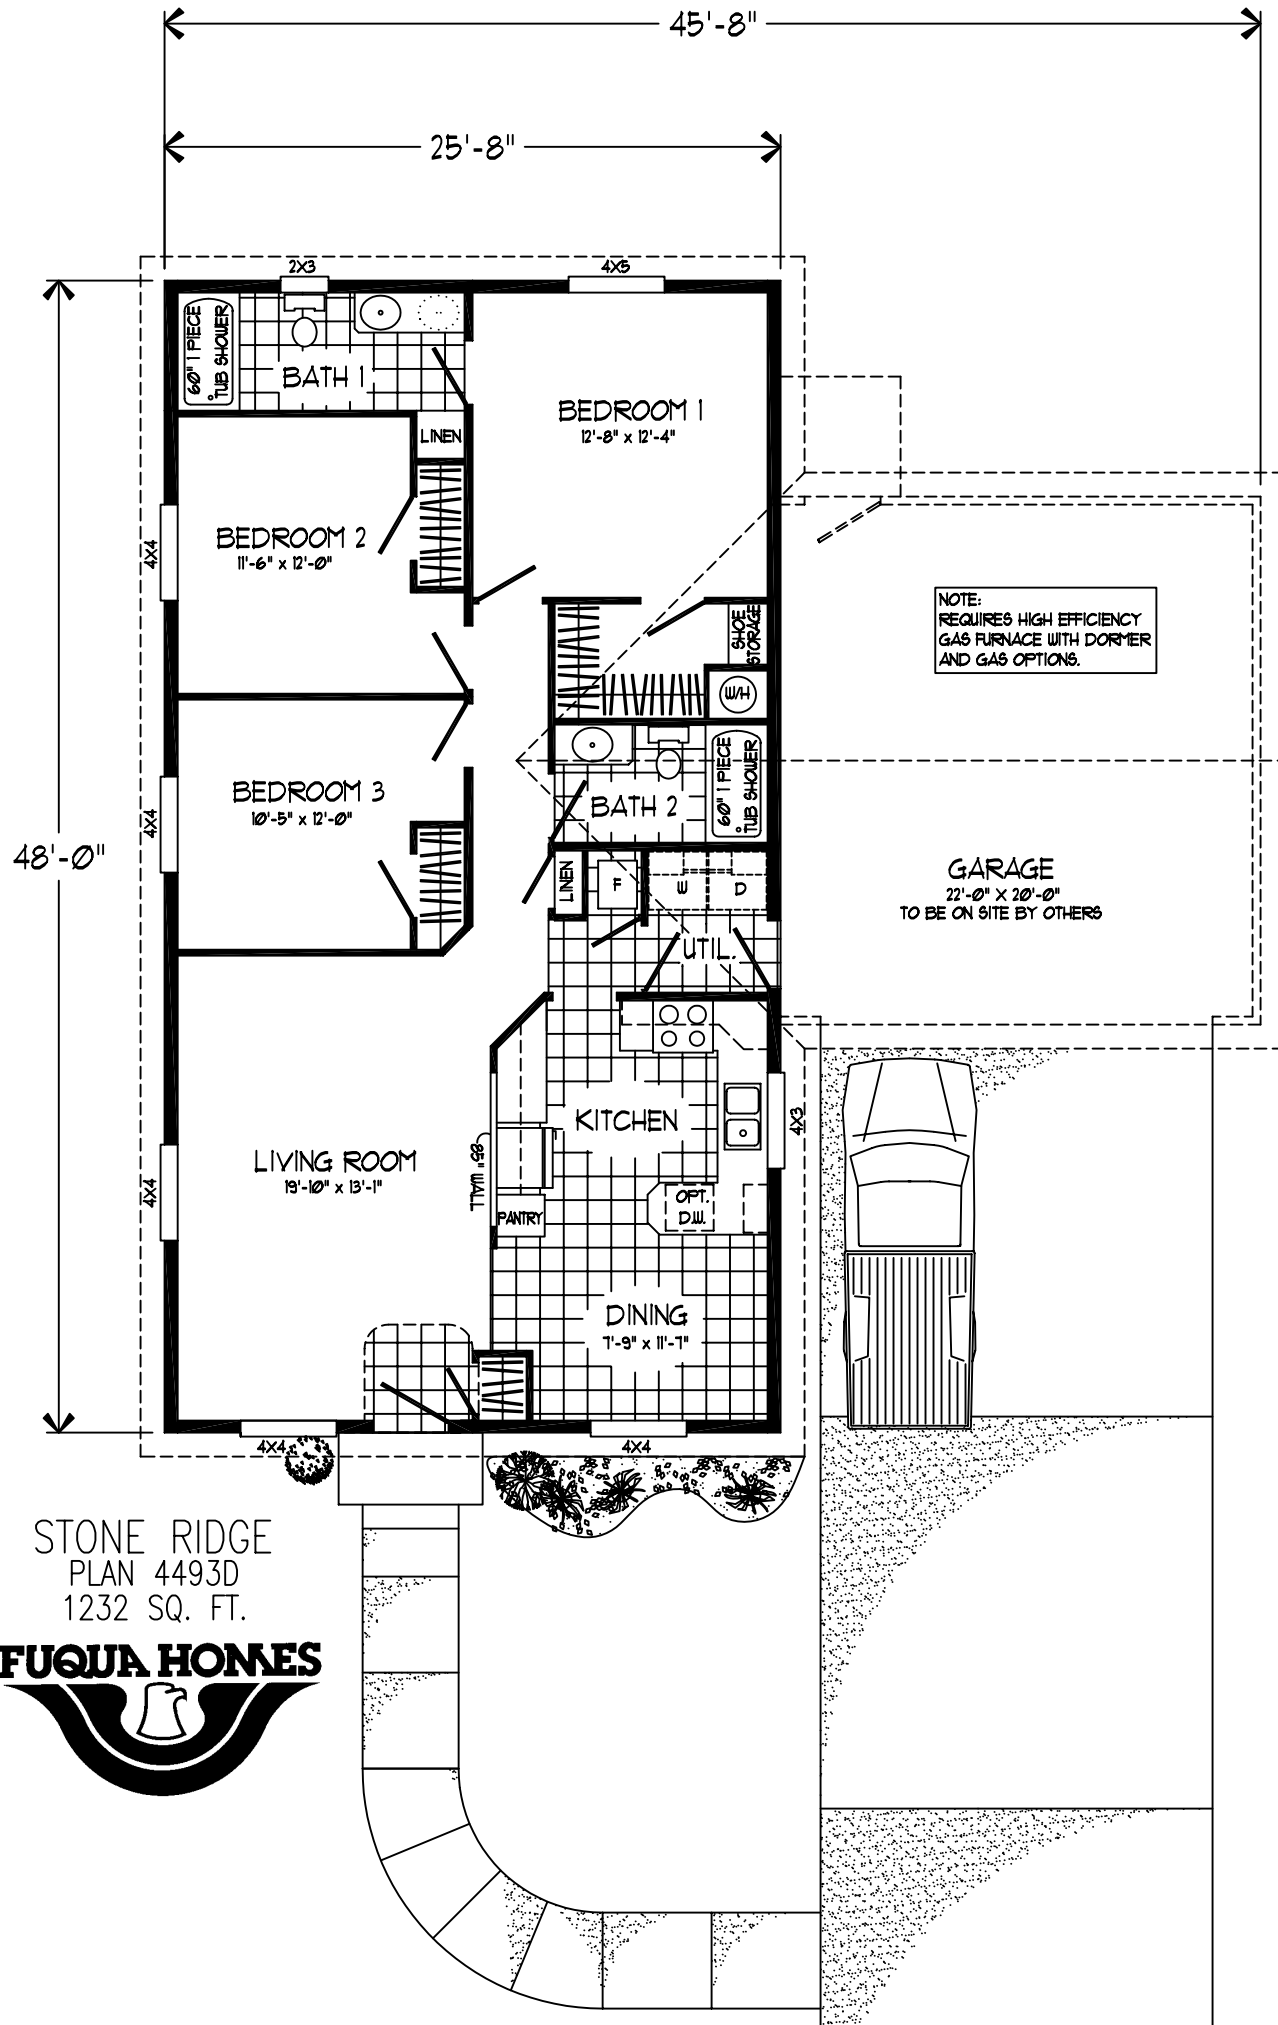 45'-8"
25'-8"
2X3
4X5
60" 1 PIECE
TUB SHOWER
BATH 1
BEDROOM 1
12'-8" x 12'-4"
LINEN
BEDROOM 2
11'-6" x 12'-0"
4X4
NOTE:
REQUIRES HIGH EFFICIENCY
GAS FURNACE WITH DORMER
AND GAS OPTIONS.
SHOE
STORAGE
W/H
BEDROOM 3
10'-5" x 12'-0"
4X4
60" 1 PIECE
TUB SHOWER
BATH 2
48'-0"
LINEN
F
W
D
GARAGE
22'-0" X 20'-0"
TO BE ON SITE BY OTHERS
UTIL.
KITCHEN
4X3
LIVING ROOM
19'-10" x 13'-1"
4X4
85" WALL
PANTRY
OPT.
D.W.
DINING
7'-9" x 11'-7"
4X4
4X4
STONE RIDGE
PLAN 4493D
1232 SQ. FT.
FUQUA HOMES